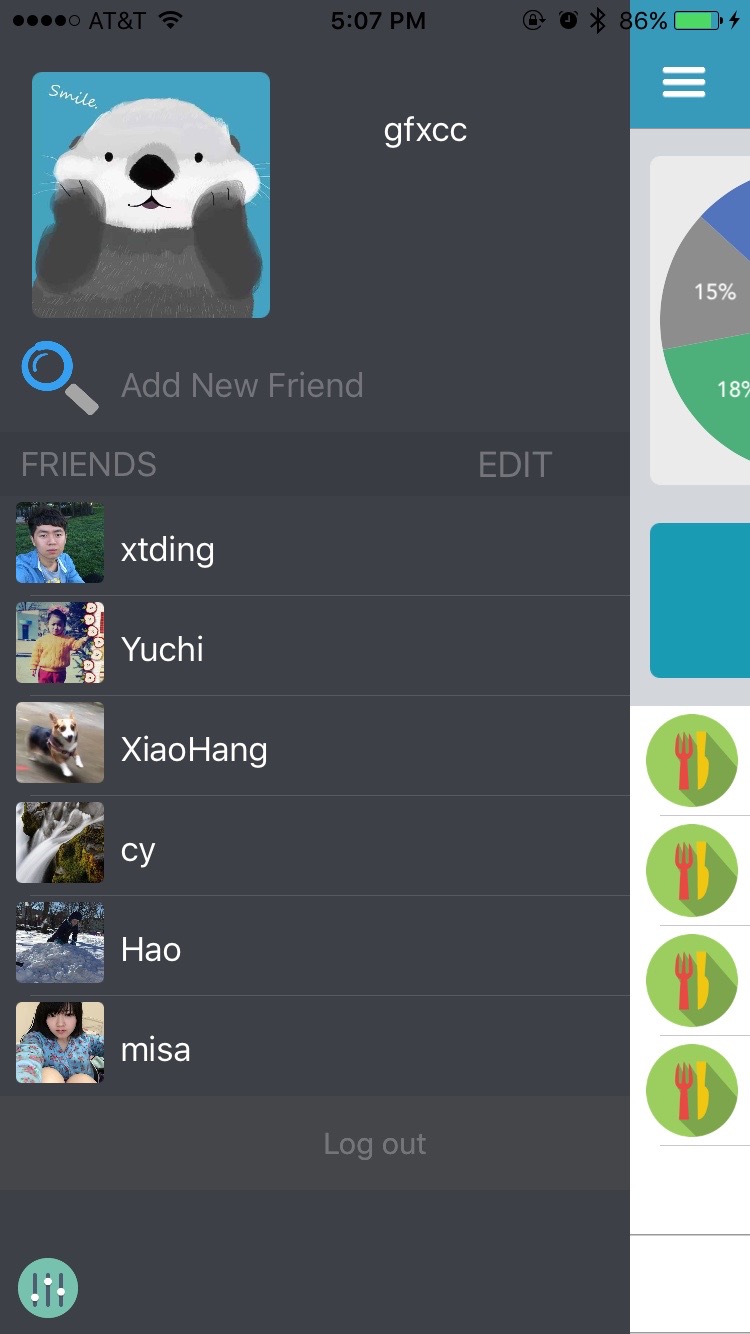 AT&T 5:07 PM 86%
Smile.
gfxcc
15%
18%
Add New Friend
FRIENDS EDIT
xtding
Yuchi
XiaoHang
cy
Hao
misa
Log out